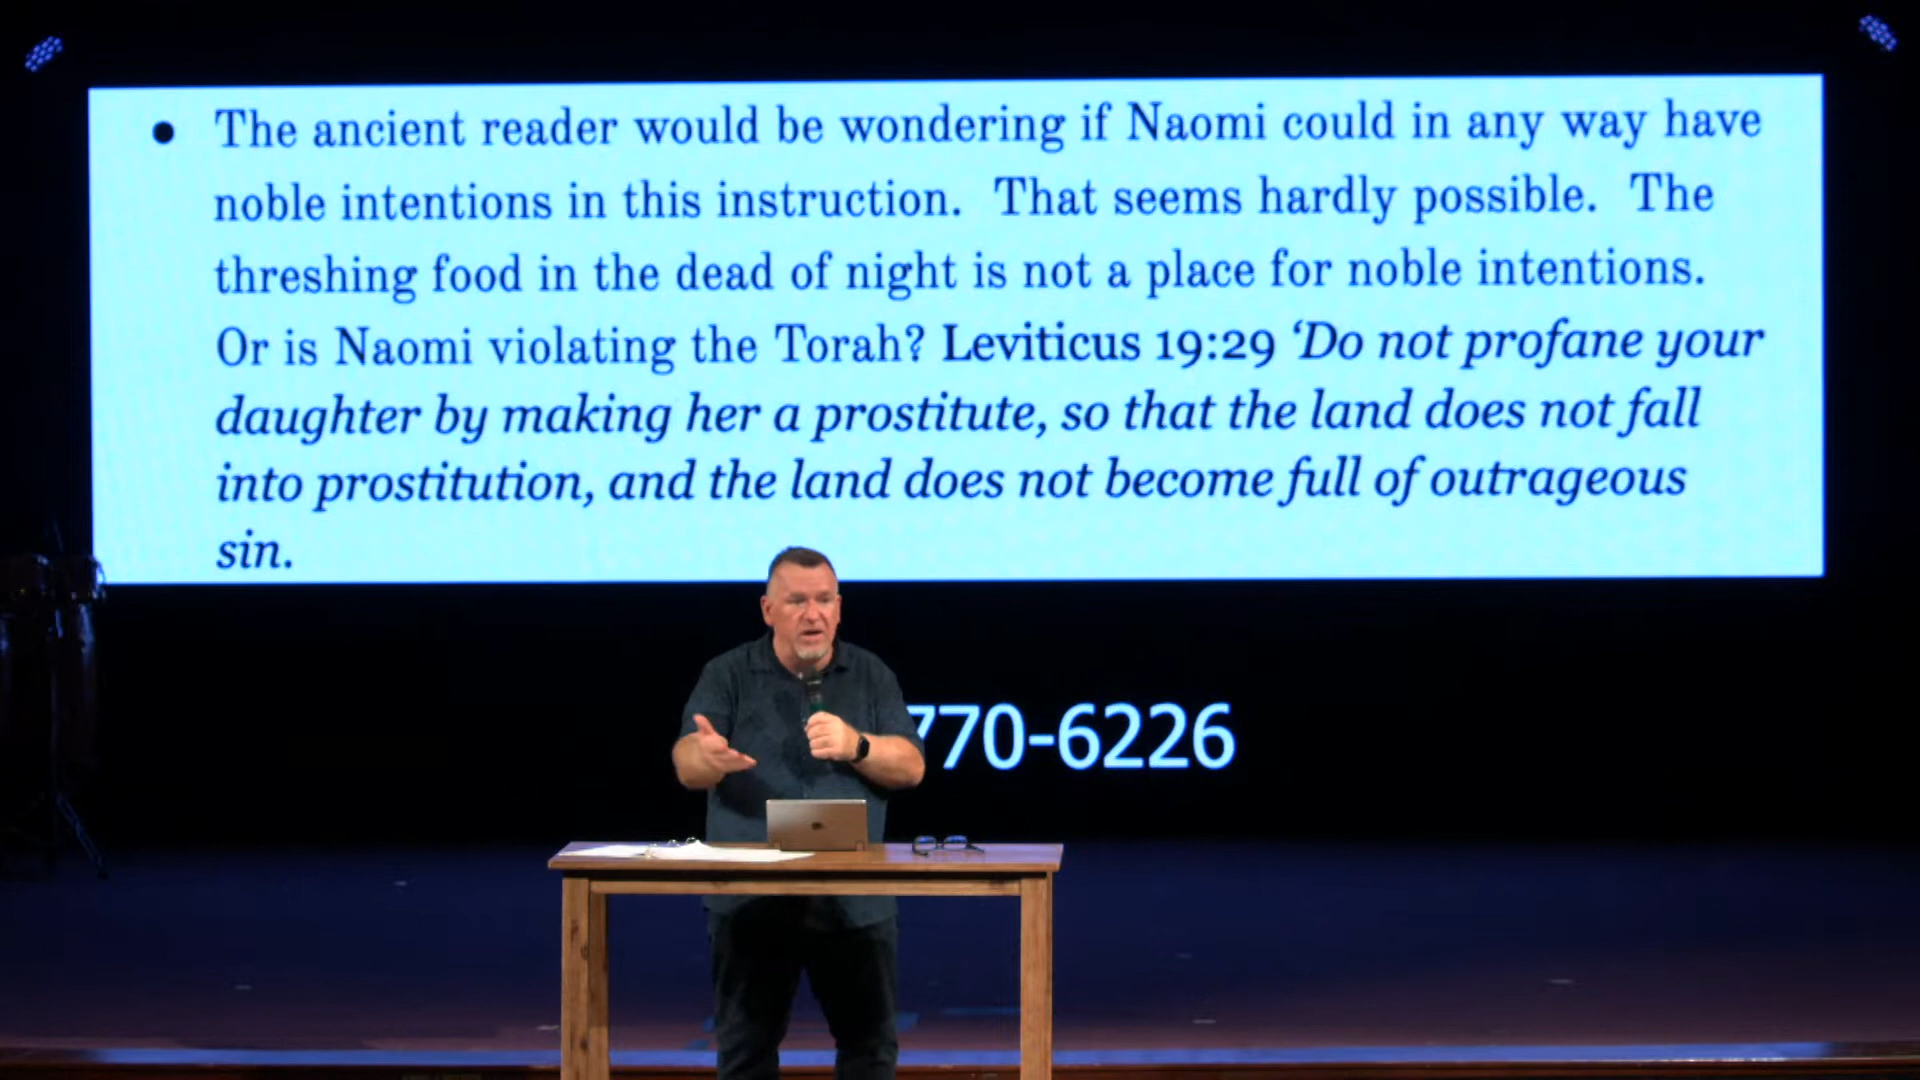 • The ancient reader would be wondering if Naomi could in any way have
noble intentions in this instruction. That seems hardly possible. The
threshing food in the dead of night is not a place for noble intentions.
Or is Naomi violating the Torah? Leviticus 19:29 ‘Do not profane your
daughter by making her a prostitute, so that the land does not fall
into prostitution, and the land does not become full of outrageous
sin.
770-6226